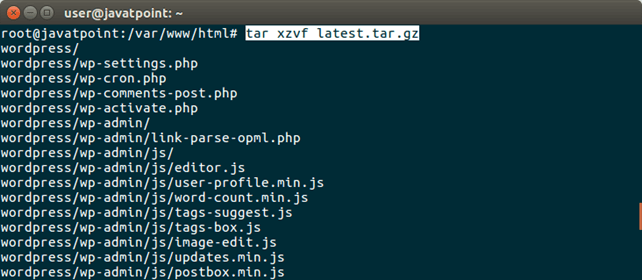 user@javatpoint: ~
root@javatpoint:/var/www/html# tar xzvf latest.tar.gz
wordpress/
wordpress/wp-settings.php
wordpress/wp-cron.php
wordpress/wp-comments-post.php
wordpress/wp-activate.php
wordpress/wp-admin/
wordpress/wp-admin/link-parse-opml.php
wordpress/wp-admin/js/
wordpress/wp-admin/js/editor.js
wordpress/wp-admin/js/user-profile.min.js
wordpress/wp-admin/js/word-count.min.js
wordpress/wp-admin/js/tags-suggest.js
wordpress/wp-admin/js/tags-box.js
wordpress/wp-admin/js/image-edit.js
wordpress/wp-admin/js/updates.min.js
wordpress/wp-admin/js/postbox.min.js